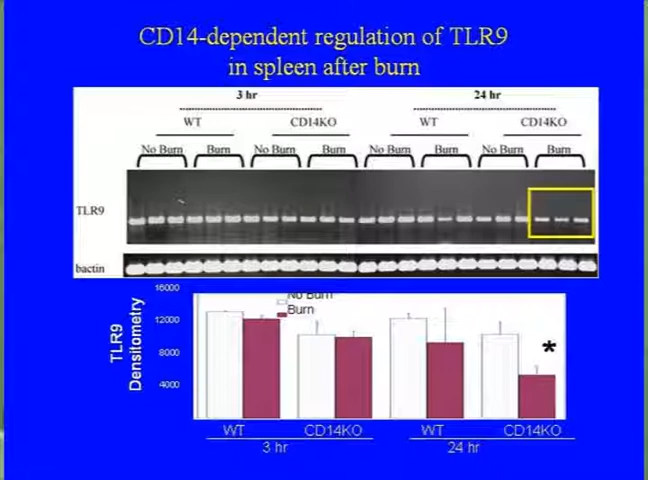 CD14-dependent regulation of TLR9
in spleen after burn
3 hr 24 hr
WT CD14KO WT CD14KO
No Burn Burn No Burn Burn No Burn Burn No Burn Burn
TLR9
bactin
16000
12000
8000
4000
TLR9
Densitometry
No Burn
Burn
*
WT CD14KO WT CD14KO
3 hr 24 hr